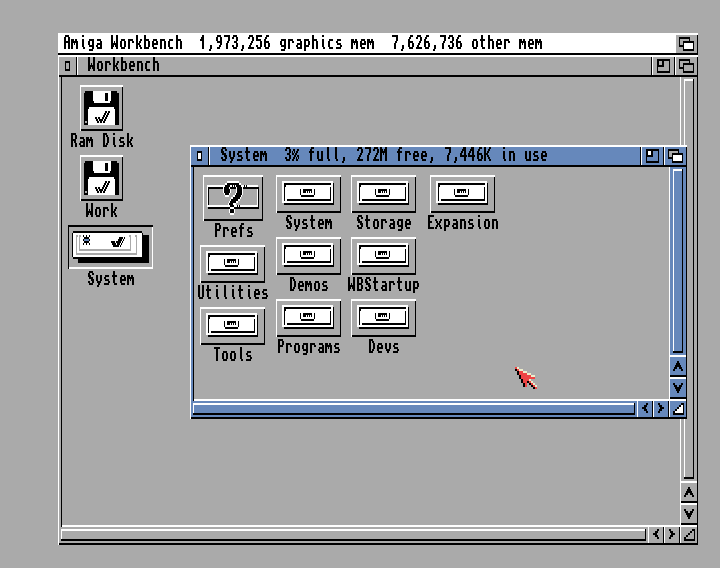 Amiga Workbench 1,973,256 graphics mem 7,626,736 other mem
Workbench
Ram Disk
Work
System
System 3% full, 272M free, 7,446K in use
Prefs
System
Storage
Expansion
Utilities
Demos
WBStartup
Tools
Programs
Devs